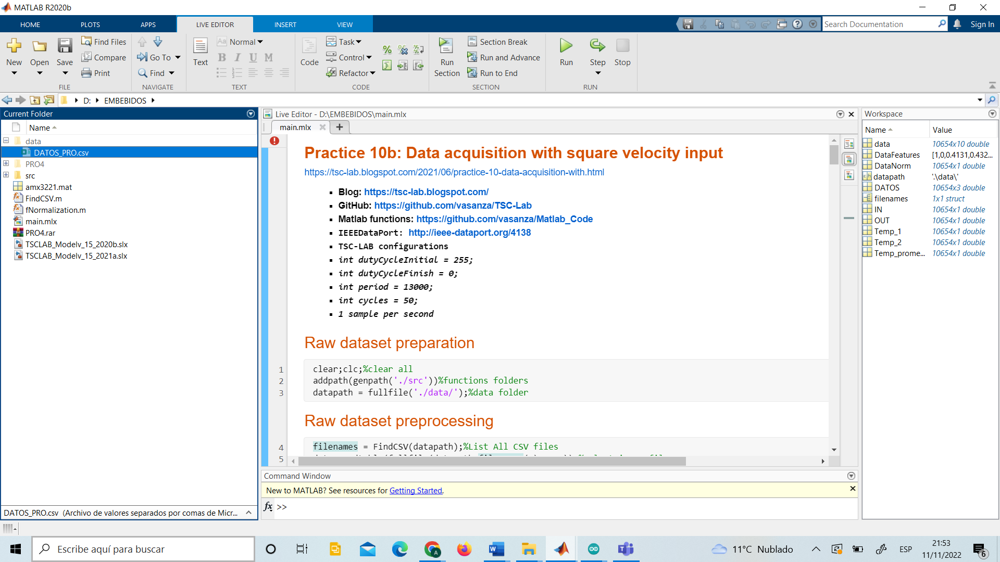 MATLAB R2020b
HOME PLOTS APPS LIVE EDITOR INSERT VIEW
Search Documentation
Sign In
New
Open
Save
Find Files
Compare
Print
FILE
Go To
Find
NAVIGATE
Text
Aa Normal
B I U M
TEXT
Code
Task
Control
Refactor
CODE
Run Section
Section Break
Run and Advance
Run to End
SECTION
Run
Step
Stop
RUN
D: EMBEBIDOS
Current Folder
Name
data
DATOS_PRO.csv
PRO4
src
amx3221.mat
FindCSV.m
fNormalization.m
main.mlx
PRO4.rar
TSCLAB_Modelv_15_2020b.slx
TSCLAB_Modelv_15_2021a.slx
DATOS_PRO.csv (Archivo de valores separados por comas de Micr...
Live Editor - D:\EMBEBIDOS\main.mlx
main.mlx
Practice 10b: Data acquisition with square velocity input
https://tsc-lab.blogspot.com/2021/06/practice-10-data-acquisition-with.html
Blog: https://tsc-lab.blogspot.com/
GitHub: https://github.com/vasanza/TSC-Lab
Matlab functions: https://github.com/vasanza/Matlab_Code
IEEEDataPort: http://ieee-dataport.org/4138
TSC-LAB configurations
int dutyCycleInitial = 255;
int dutyCycleFinish = 0;
int period = 13000;
int cycles = 50;
1 sample per second
Raw dataset preparation
1 clear;clc;%clear all
2 addpath(genpath('./src'))%functions folders
3 datapath = fullfile('./data/');%data folder
Raw dataset preprocessing
4 filenames = FindCSV(datapath);%List All CSV files
5
Command Window
New to MATLAB? See resources for Getting Started.
fx >>
Workspace
Name Value
data 10654x10 double
DataFeatures [1,0,0.4131,0.432...
DataNorm 10654x1 double
datapath '.\data\'
DATOS 10654x3 double
filenames 1x1 struct
IN 10654x1 double
OUT 10654x1 double
Temp_1 10654x1 double
Temp_2 10654x1 double
Temp_prome... 10654x1 double
Escribe aquí para buscar
11°C Nublado
ESP
21:53
11/11/2022
6